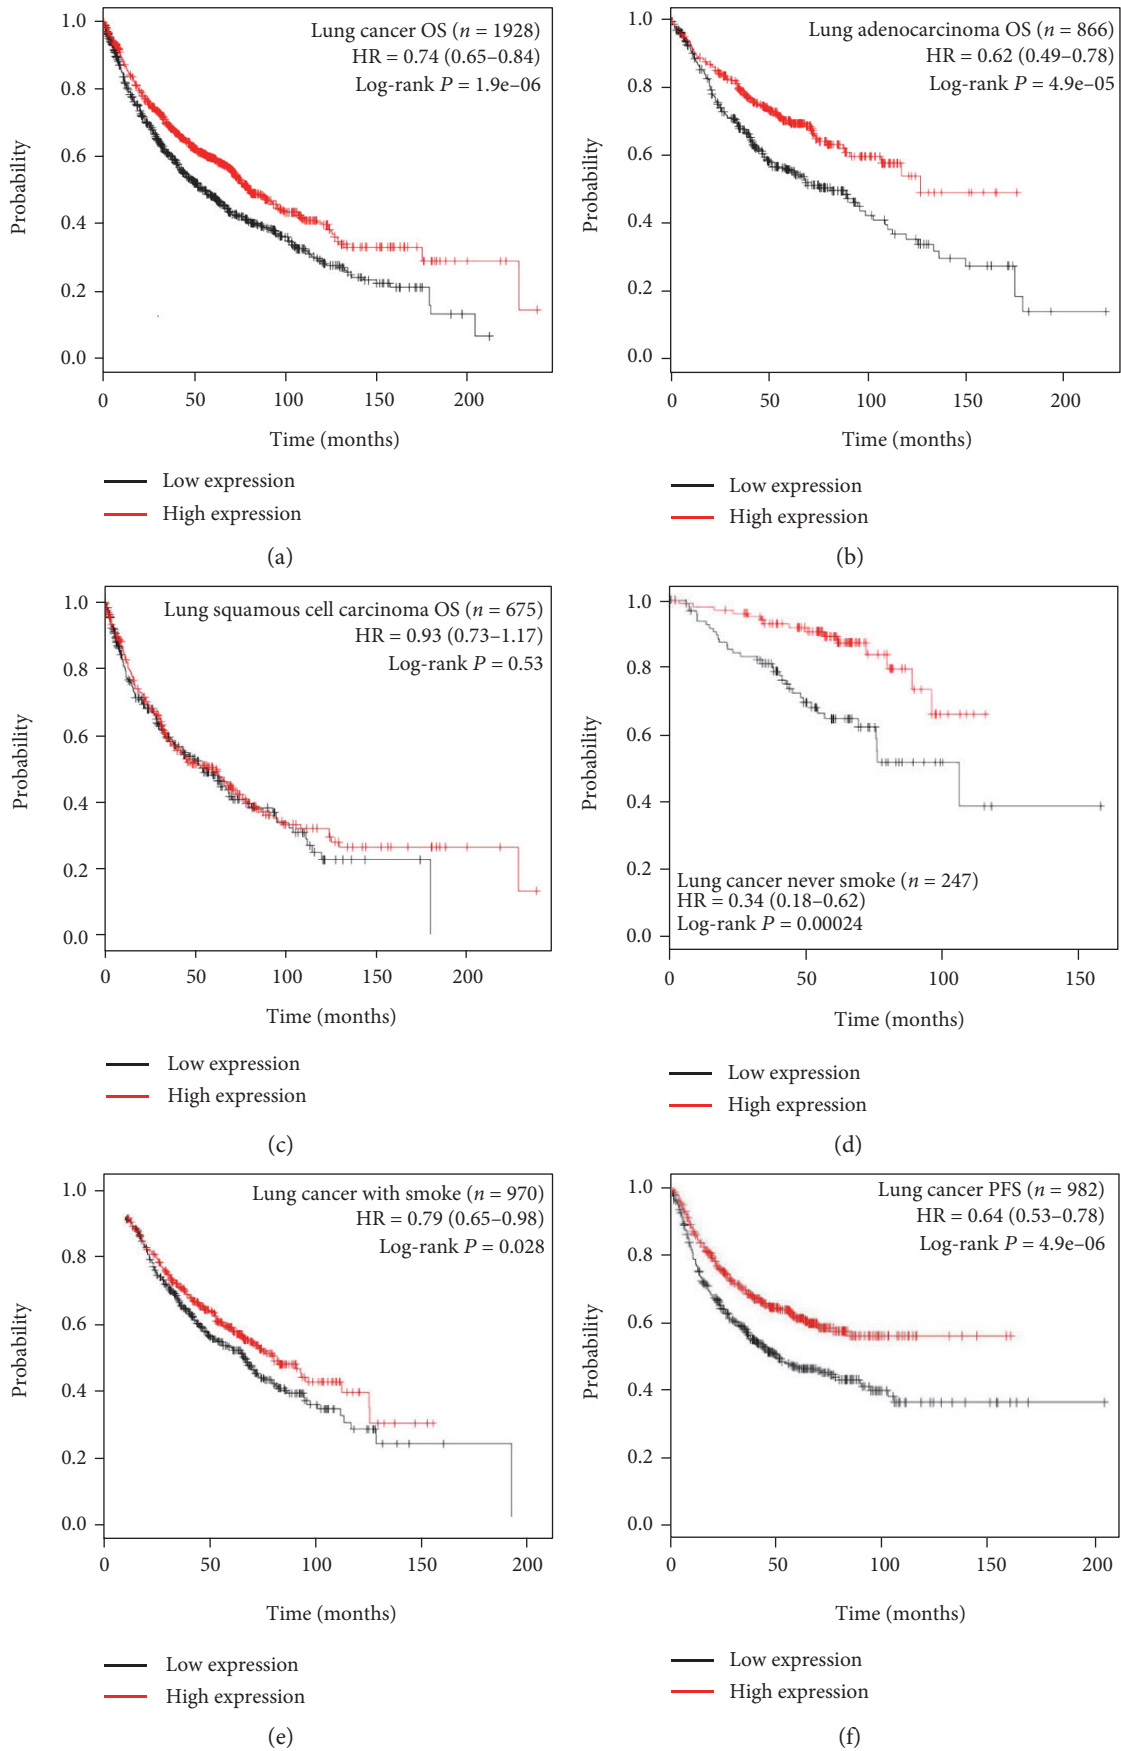 1.0
0.8
0.6
0.4
0.2
0.0
Probability
Lung cancer OS (n = 1928)
HR = 0.74 (0.65–0.84)
Log-rank P = 1.9e–06
0 50 100 150 200
Time (months)
Low expression
High expression
(a)
1.0
0.8
0.6
0.4
0.2
0.0
Probability
Lung adenocarcinoma OS (n = 866)
HR = 0.62 (0.49–0.78)
Log-rank P = 4.9e–05
0 50 100 150 200
Time (months)
Low expression
High expression
(b)
1.0
0.8
0.6
0.4
0.2
0.0
Probability
Lung squamous cell carcinoma OS (n = 675)
HR = 0.93 (0.73–1.17)
Log-rank P = 0.53
0 50 100 150 200
Time (months)
Low expression
High expression
(c)
1.0
0.8
0.6
0.4
0.2
0.0
Probability
Lung cancer never smoke (n = 247)
HR = 0.34 (0.18–0.62)
Log-rank P = 0.00024
0 50 100 150
Time (months)
Low expression
High expression
(d)
1.0
0.8
0.6
0.4
0.2
0.0
Probability
Lung cancer with smoke (n = 970)
HR = 0.79 (0.65–0.98)
Log-rank P = 0.028
0 50 100 150 200
Time (months)
Low expression
High expression
(e)
1.0
0.8
0.6
0.4
0.2
0.0
Probability
Lung cancer PFS (n = 982)
HR = 0.64 (0.53–0.78)
Log-rank P = 4.9e–06
0 50 100 150 200
Time (months)
Low expression
High expression
(f)